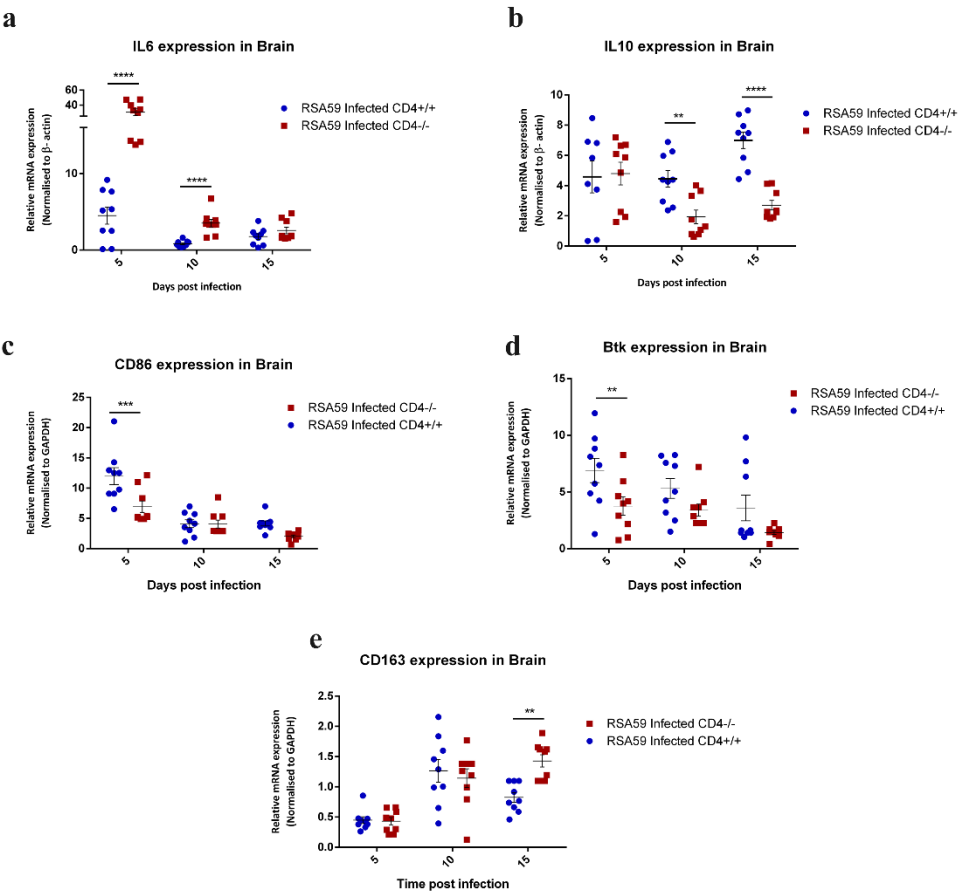 a
IL6 expression in Brain
Relative mRNA expression
(Normalised to β- actin)
60
40
20
10
0
****
****
5
10
15
Days post infection
RSA59 Infected CD4+/+
RSA59 Infected CD4-/-
b
IL10 expression in Brain
Relative mRNA expression
(Normalised to β- actin)
10
8
6
4
2
0
**
****
5
10
15
Days post infection
RSA59 Infected CD4+/+
RSA59 Infected CD4-/-
c
CD86 expression in Brain
Relative mRNA expression
(Normalised to GAPDH)
25
20
15
10
5
0
***
5
10
15
Days post infection
RSA59 Infected CD4-/-
RSA59 Infected CD4+/+
d
Btk expression in Brain
Relative mRNA expression
(Normalised to GAPDH)
15
10
5
0
**
5
10
15
Days post infection
RSA59 Infected CD4-/-
RSA59 Infected CD4+/+
e
CD163 expression in Brain
Relative mRNA expression
(Normalised to GAPDH)
2.5
2.0
1.5
1.0
0.5
0.0
**
5
10
15
Time post infection
RSA59 Infected CD4-/-
RSA59 Infected CD4+/+